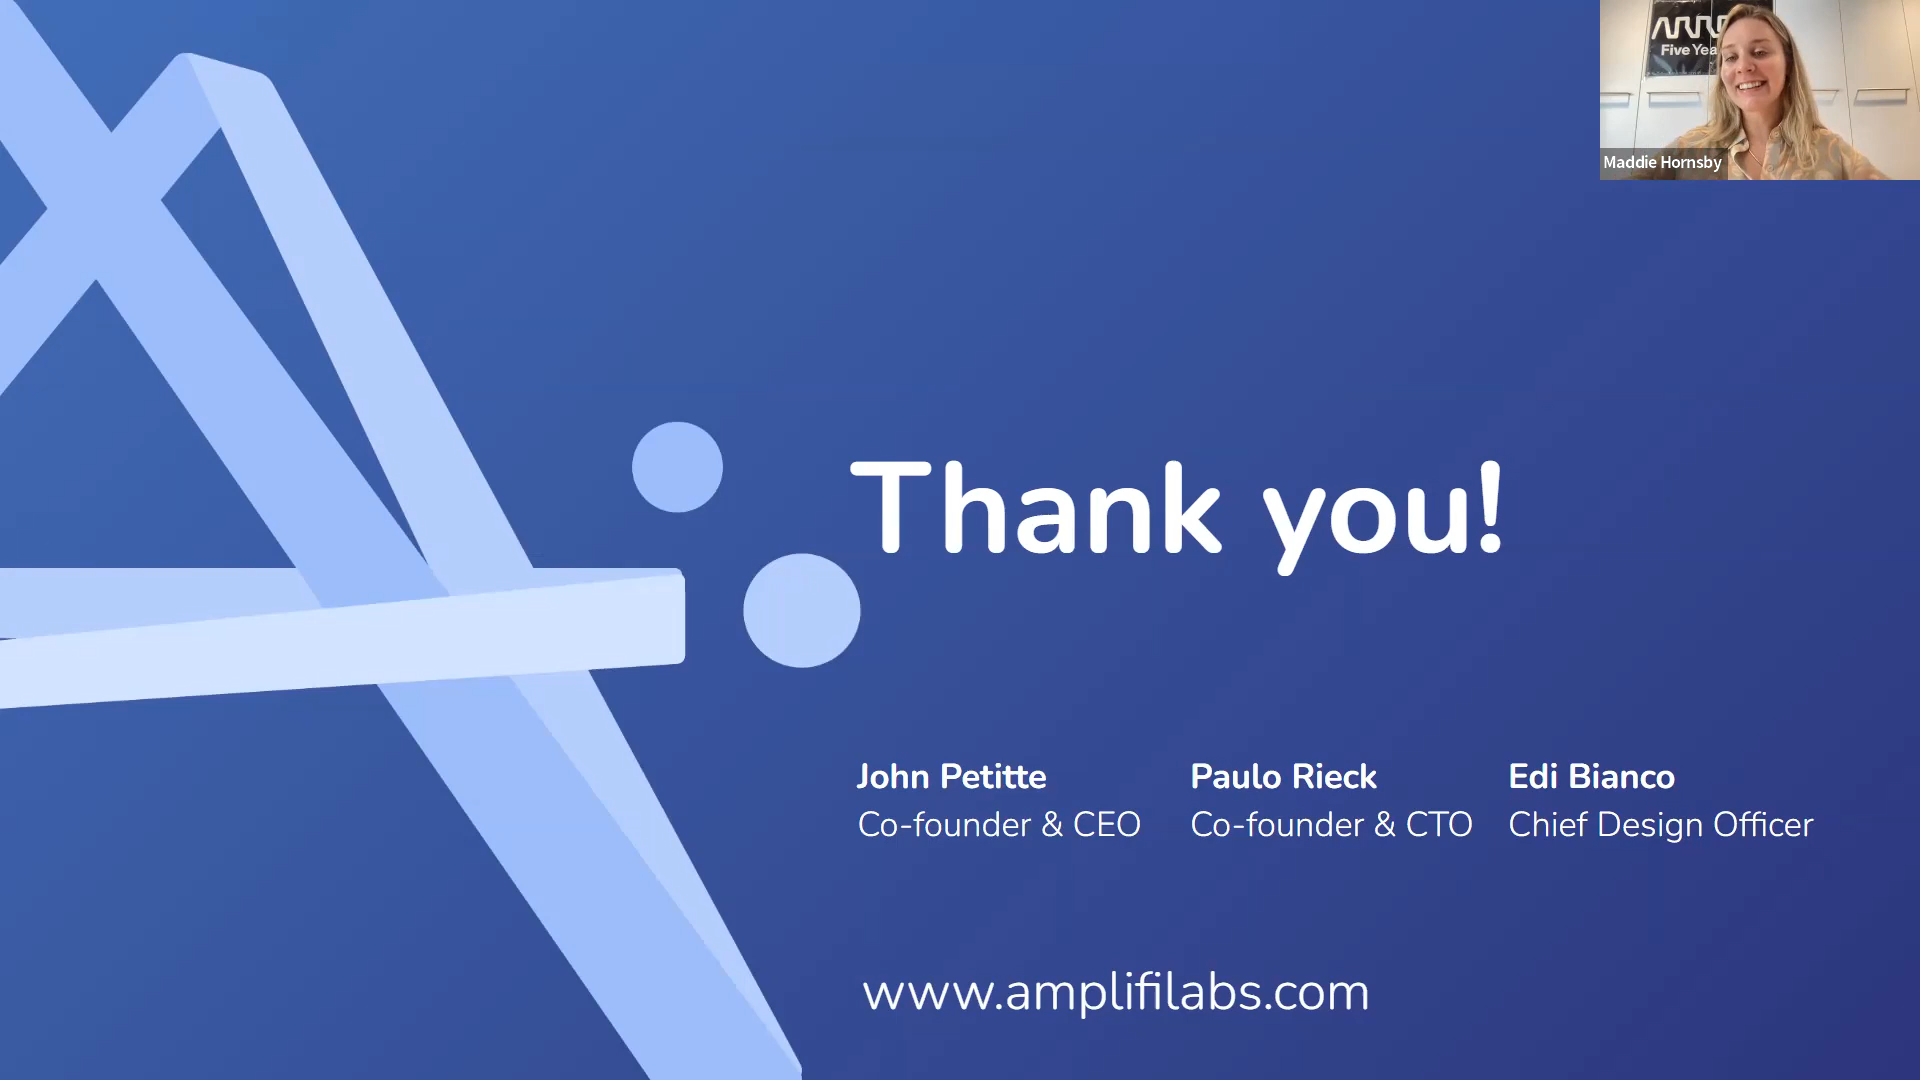 Five
Maddie Hornsby
Thank you!
John Petitte
Co-founder & CEO
Paulo Rieck
Co-founder & CTO
Edi Bianco
Chief Design Officer
www.amplifilabs.com